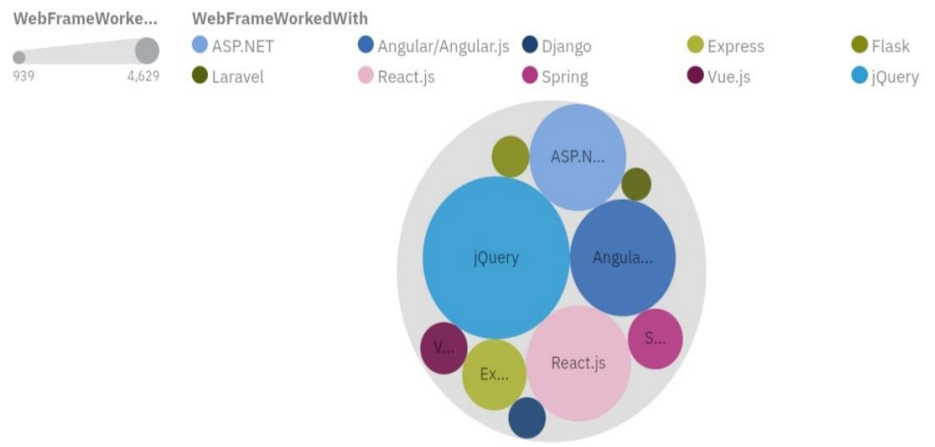 WebFrameWorke... WebFrameWorkedWith
939 4,629
ASP.NET Angular/Angular.js Django Express Flask
Laravel React.js Spring Vue.js jQuery
ASP.N...
jQuery
Angula...
S...
V...
React.js
Ex...